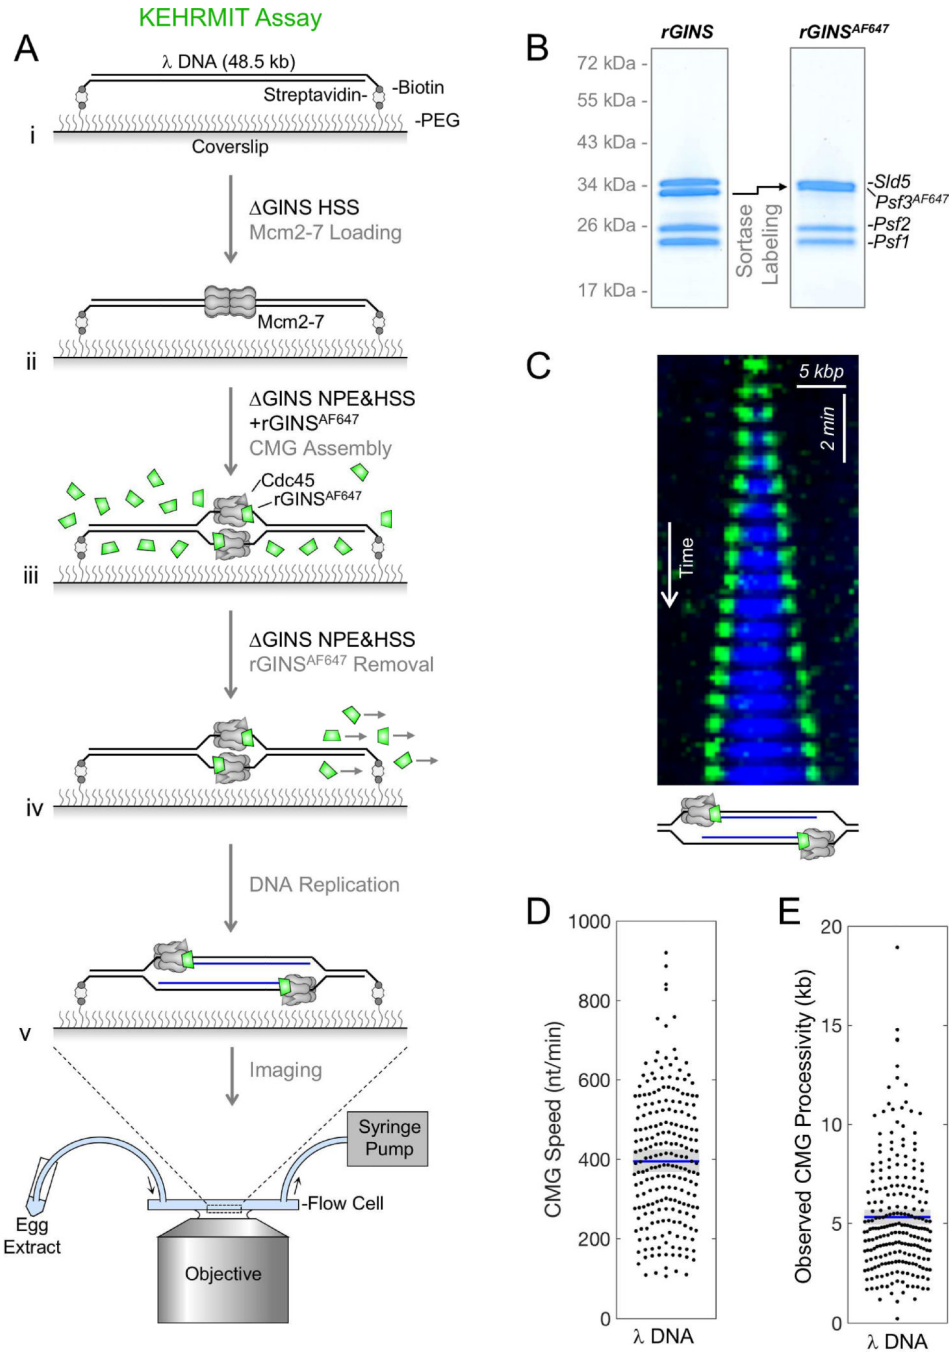 KEHRMIT Assay
A
λ DNA (48.5 kb)
Streptavidin-
-Biotin
-PEG
i
Coverslip
ΔGINS HSS
Mcm2-7 Loading
Mcm2-7
ii
ΔGINS NPE&HSS
+rGINSAF647
CMG Assembly
Cdc45
rGINSAF647
iii
ΔGINS NPE&HSS
rGINSAF647 Removal
iv
DNA Replication
v
Imaging
Syringe
Pump
-Flow Cell
Egg
Extract
Objective
B
rGINS
rGINSAF647
72 kDa -
55 kDa -
43 kDa -
34 kDa -
26 kDa -
17 kDa -
Sortase
Labeling
-Sld5
Psf3AF647
-Psf2
-Psf1
C
5 kbp
2 min
Time
D
1000
800
600
400
200
0
CMG Speed (nt/min)
λ DNA
E
20
15
10
5
0
Observed CMG Processivity (kb)
λ DNA